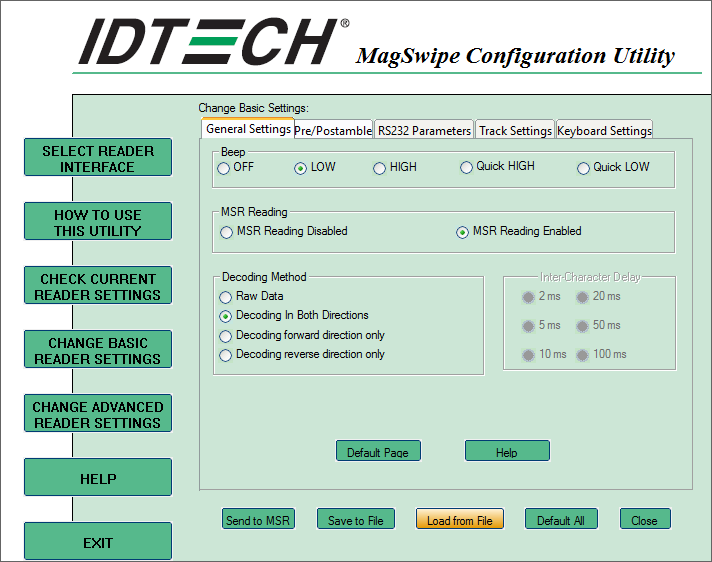 IDTECH®
MagSwipe Configuration Utility
SELECT READER
INTERFACE
HOW TO USE
THIS UTILITY
CHECK CURRENT
READER SETTINGS
CHANGE BASIC
READER SETTINGS
CHANGE ADVANCED
READER SETTINGS
HELP
EXIT
Change Basic Settings:
General Settings Pre/Postamble RS232 Parameters Track Settings Keyboard Settings
Beep
OFF LOW HIGH Quick HIGH Quick LOW
MSR Reading
MSR Reading Disabled MSR Reading Enabled
Decoding Method
Raw Data
Decoding In Both Directions
Decoding forward direction only
Decoding reverse direction only
Inter-Character Delay
2 ms 20 ms
5 ms 50 ms
10 ms 100 ms
Default Page Help
Send to MSR Save to File Load from File Default All Close